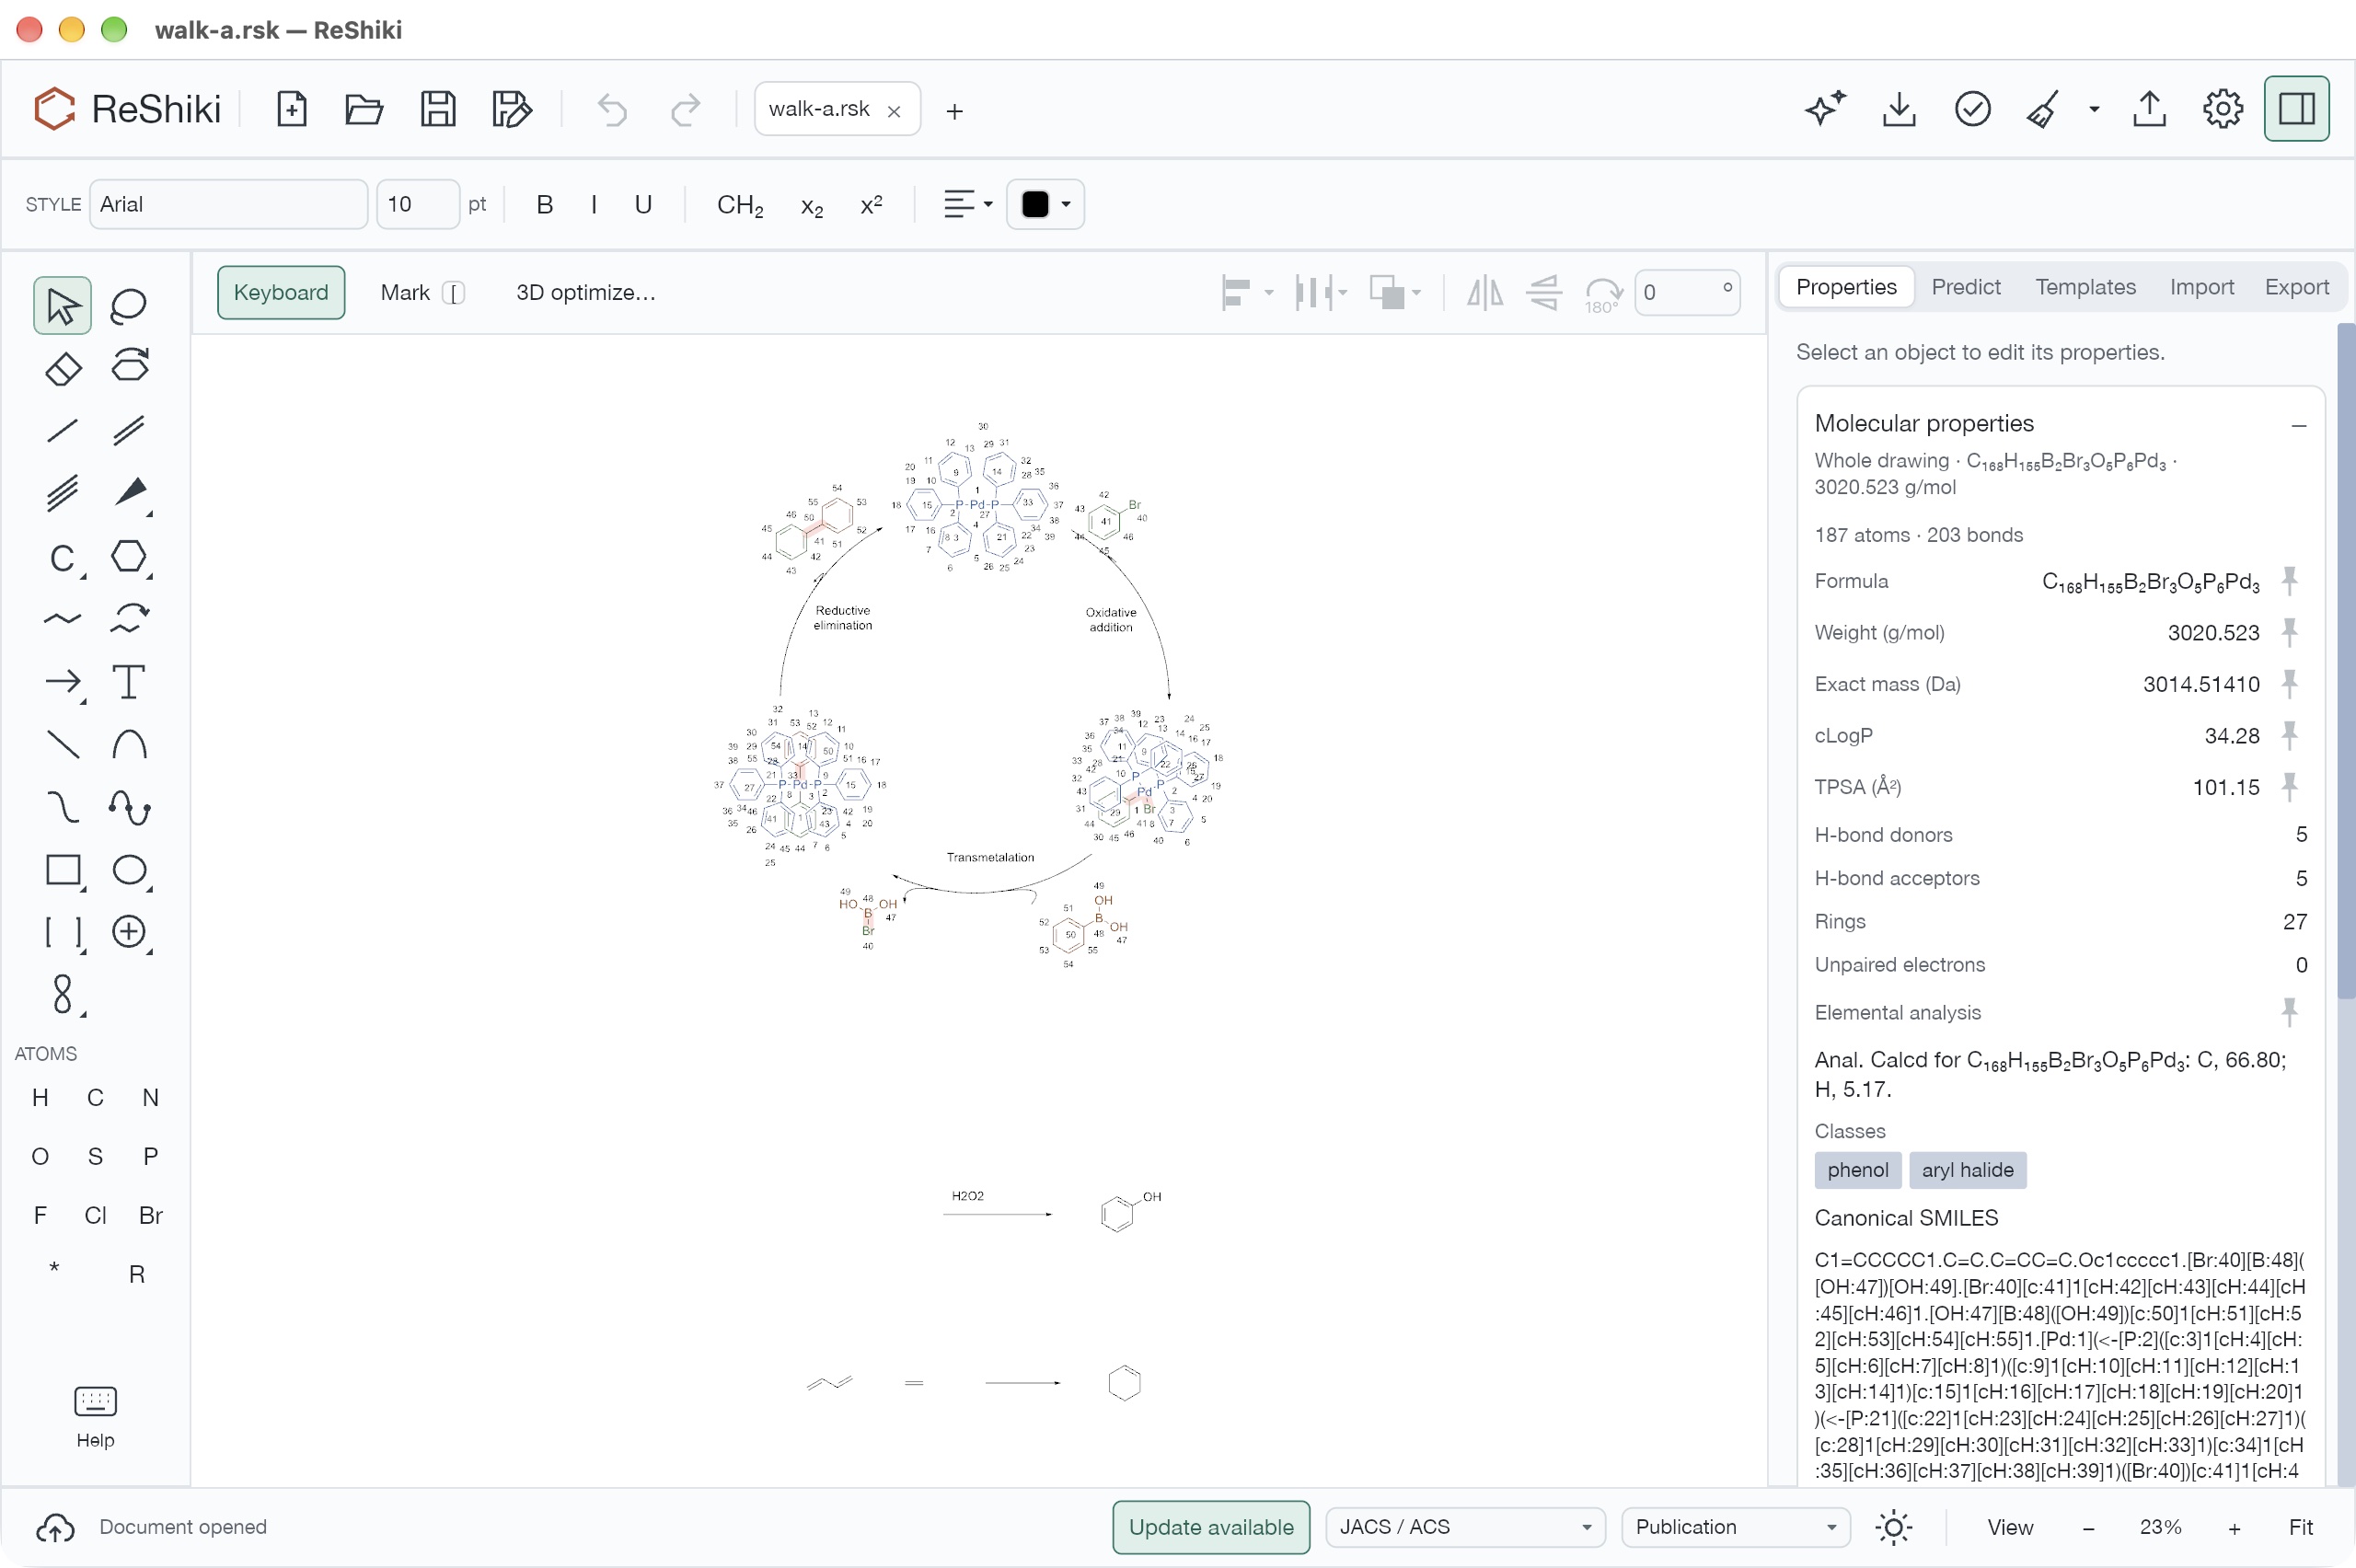 walk-a.rsk — ReShiki
ReShiki
walk-a.rsk
STYLE Arial 10 pt B I U CH₂ x₂ x²
Keyboard Mark [ 3D optimize... 180° 0 °
Properties Predict Templates Import Export
Select an object to edit its properties.
Molecular properties
Whole drawing · C₁₆₈H₁₅₅B₂Br₃O₅P₆Pd₃ ·
3020.523 g/mol
187 atoms · 203 bonds
Formula C₁₆₈H₁₅₅B₂Br₃O₅P₆Pd₃
Weight (g/mol) 3020.523
Exact mass (Da) 3014.51410
cLogP 34.28
TPSA (Å²) 101.15
H-bond donors 5
H-bond acceptors 5
Rings 27
Unpaired electrons 0
Elemental analysis
Anal. Calcd for C₁₆₈H₁₅₅B₂Br₃O₅P₆Pd₃: C, 66.80;
H, 5.17.
Classes
phenol aryl halide
Canonical SMILES
C1=CCCCC1.C=C.C=CC=C.Oc1ccccc1.[Br:40][B:48](
[OH:47])[OH:49].[Br:40][c:41]1[cH:42][cH:43][cH:44][cH
:45][cH:46]1.[OH:47][B:48]([OH:49])[c:50]1[cH:51][cH:5
2][cH:53][cH:54][cH:55]1.[Pd:1](<-[P:2]([c:3]1[cH:4][cH:
5][cH:6][cH:7][cH:8]1)([c:9]1[cH:10][cH:11][cH:12][cH:1
3][cH:14]1)[c:15]1[cH:16][cH:17][cH:18][cH:19][cH:20]1
)(<-[P:21]([c:22]1[cH:23][cH:24][cH:25][cH:26][cH:27]1)(
[c:28]1[cH:29][cH:30][cH:31][cH:32][cH:33]1)[c:34]1[cH
:35][cH:36][cH:37][cH:38][cH:39]1)([Br:40])[c:41]1[cH:4
C
T
[ ]
ATOMS
H C N
O S P
F Cl Br
* R
Help
P Pd P
Br
Reductive
elimination
Oxidative
addition
P Pd P
P P
Pd
Br
Transmetalation
HO B OH
Br
OH
B
OH
H2O2
OH
Document opened
Update available
JACS / ACS
Publication
View − 23% + Fit